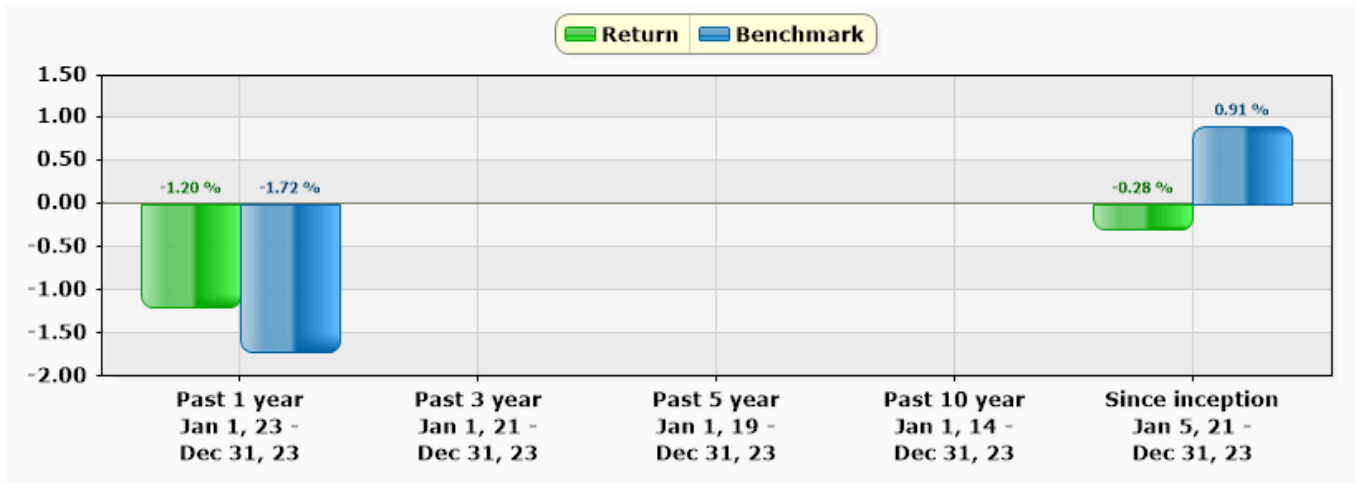 Return Benchmark
1.50
1.00
0.50
0.00
-0.50
-1.00
-1.50
-2.00
-1.20 %
-1.72 %
-0.28 %
0.91 %
Past 1 year
Jan 1, 23 -
Dec 31, 23
Past 3 year
Jan 1, 21 -
Dec 31, 23
Past 5 year
Jan 1, 19 -
Dec 31, 23
Past 10 year
Jan 1, 14 -
Dec 31, 23
Since inception
Jan 5, 21 -
Dec 31, 23